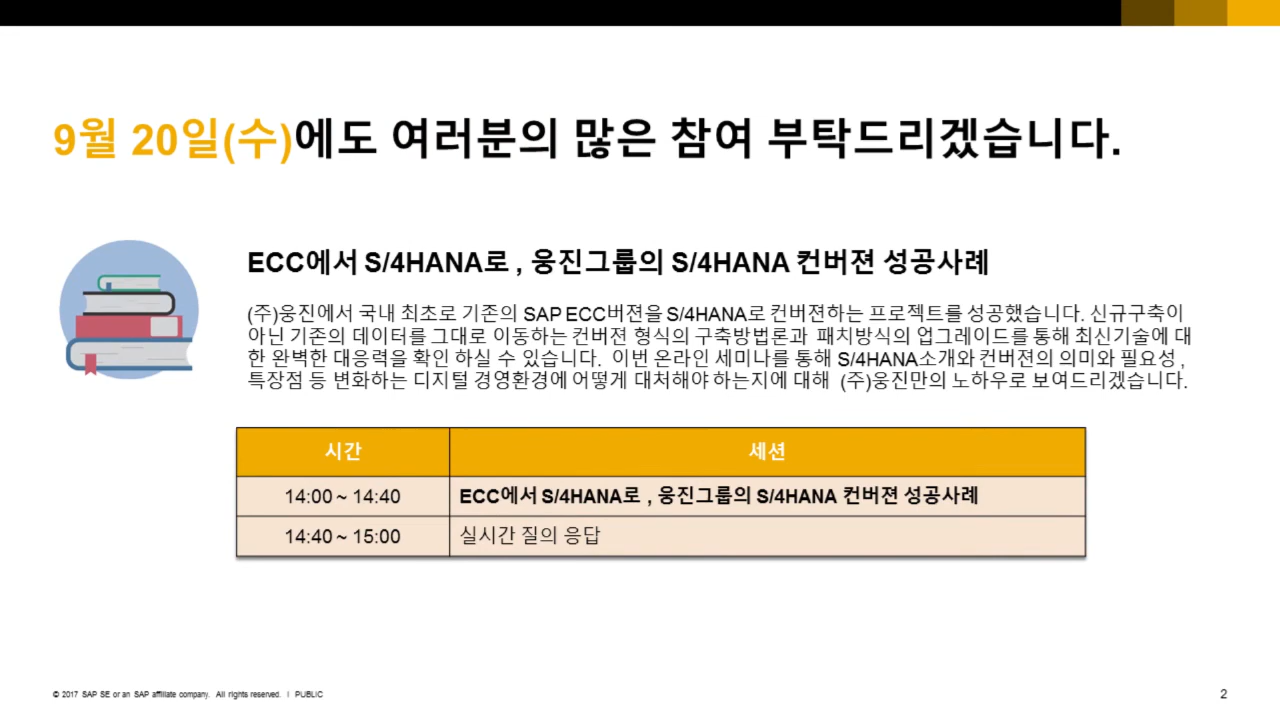 9월 20일(수)에도 여러분의 많은 참여 부탁드리겠습니다.
ECC에서 S/4HANA로 , 웅진그룹의 S/4HANA 컨버젼 성공사례
(주)웅진에서 국내 최초로 기존의 SAP ECC버젼을 S/4HANA로 컨버젼하는 프로젝트를 성공했습니다. 신규구축이
아닌 기존의 데이터를 그대로 이동하는 컨버젼 형식의 구축방법론과 패치방식의 업그레이드를 통해 최신기술에 대
한 완벽한 대응력을 확인 하실 수 있습니다. 이번 온라인 세미나를 통해 S/4HANA소개와 컨버젼의 의미와 필요성 ,
특장점 등 변화하는 디지털 경영환경에 어떻게 대처해야 하는지에 대해 (주)웅진만의 노하우로 보여드리겠습니다.
시간 세션
14:00 ~ 14:40 ECC에서 S/4HANA로 , 웅진그룹의 S/4HANA 컨버젼 성공사례
14:40 ~ 15:00 실시간 질의 응답
© 2017 SAP SE or an SAP affiliate company. All rights reserved. I PUBLIC 2